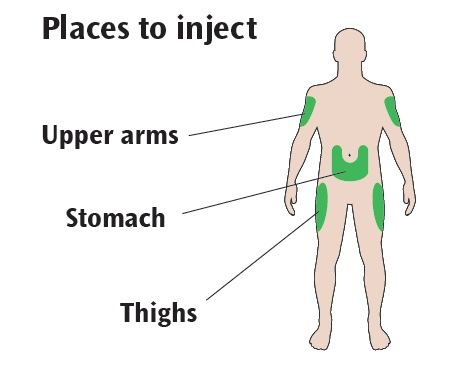 Places to inject
Upper arms
Stomach
Thighs